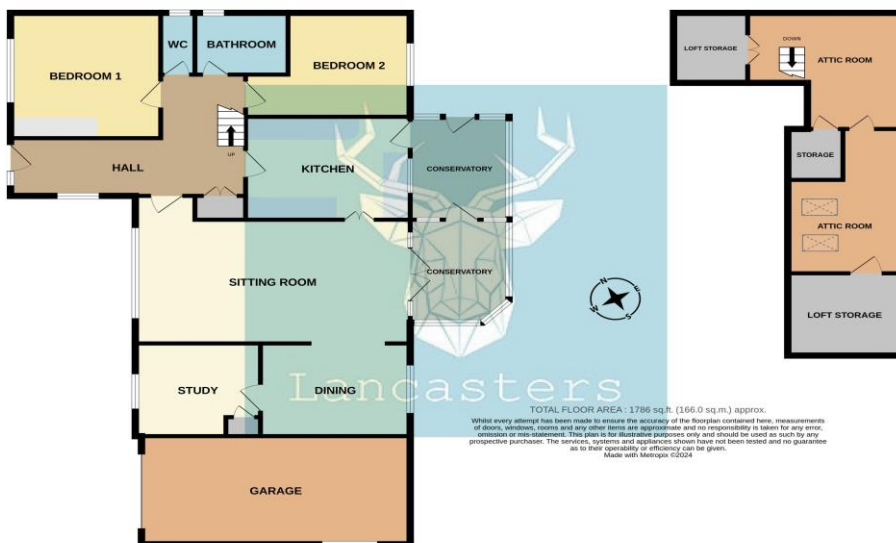 WC
BATHROOM
BEDROOM 1
BEDROOM 2
UP
HALL
KITCHEN
CONSERVATORY
CONSERVATORY
SITTING ROOM
STUDY
DINING
GARAGE
LOFT STORAGE
DOWN
ATTIC ROOM
STORAGE
ATTIC ROOM
LOFT STORAGE
N
E
S
W
Lancasters
TOTAL FLOOR AREA : 1786 sq.ft. (166.0 sq.m.) approx.
Whilst every attempt has been made to ensure the accuracy of the floorplan contained here, measurements
of doors, windows, rooms and any other items are approximate and no responsibility is taken for any error,
omission or mis-statement. This plan is for illustrative purposes only and should be used as such by any
prospective purchaser. The services, systems and appliances shown have not been tested and no guarantee
as to their operability or efficiency can be given.
Made with Metropix ©2024